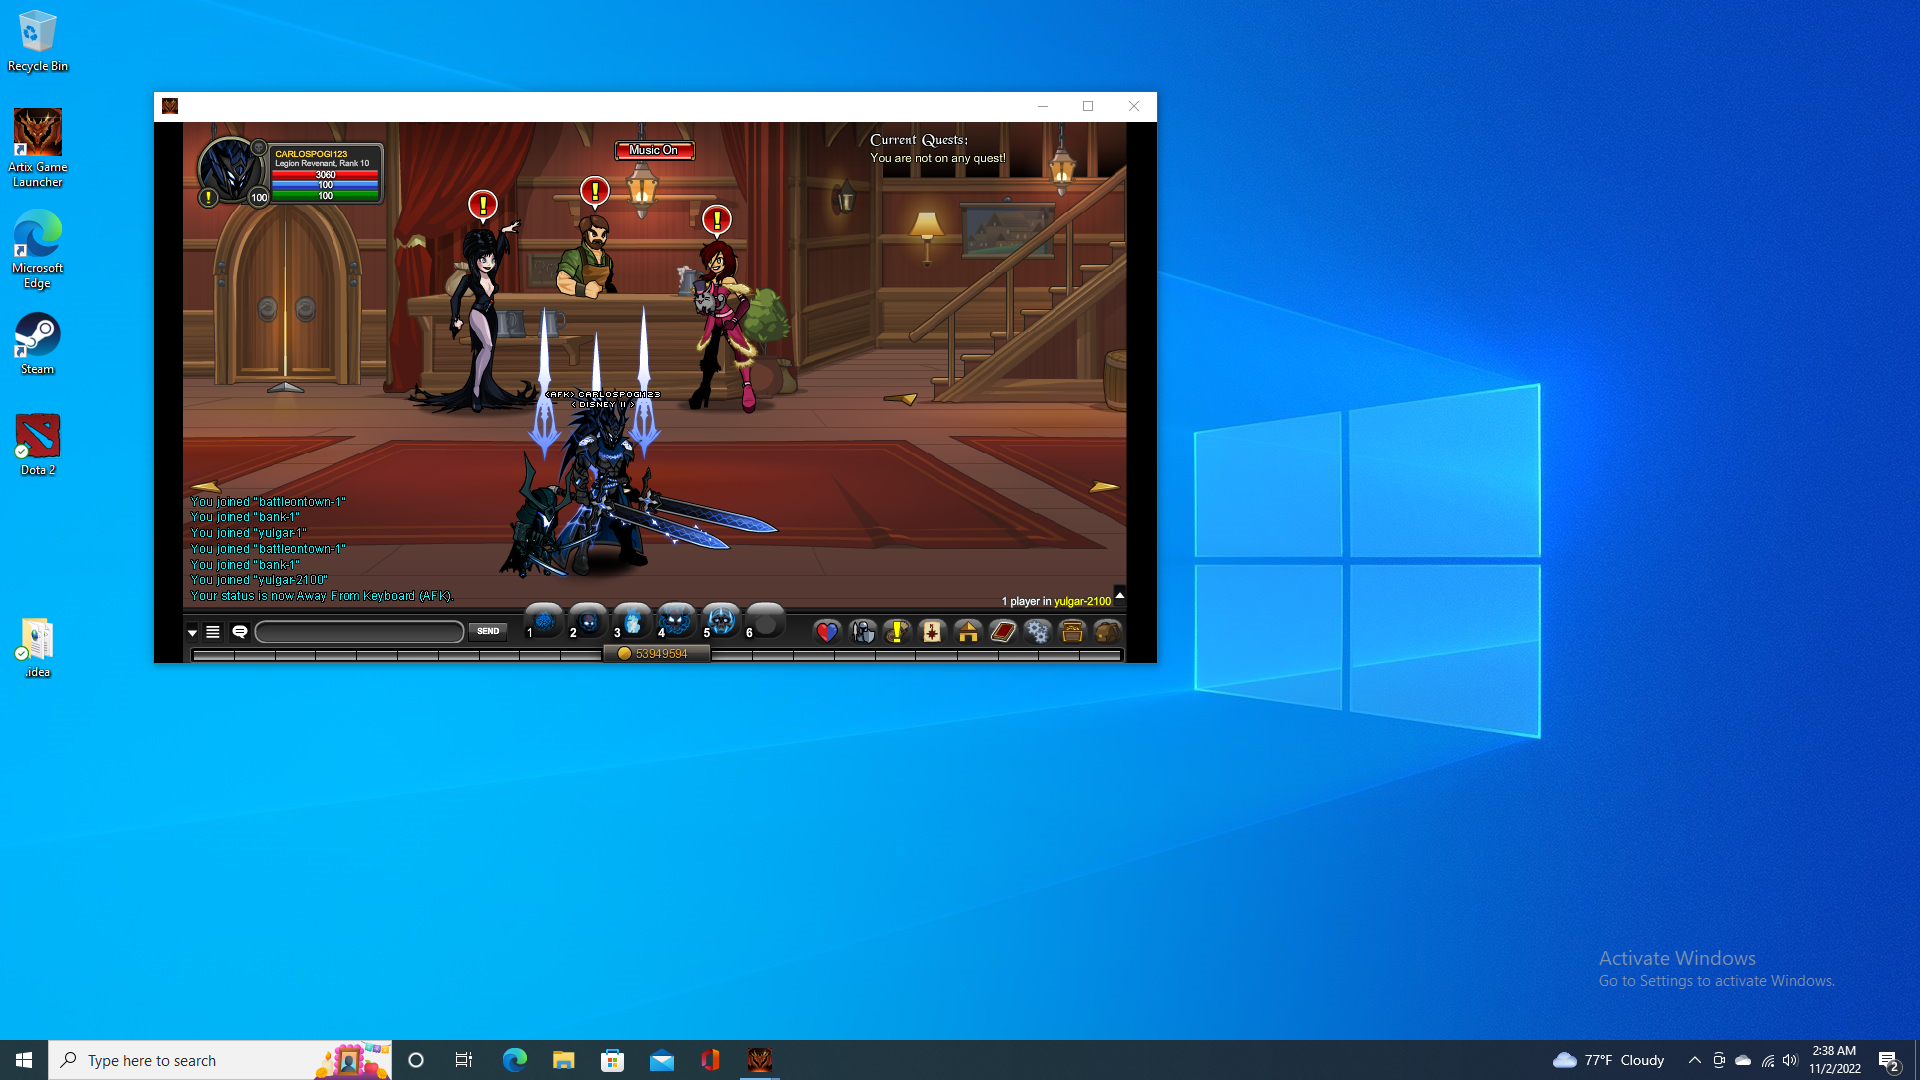 Recycle Bin
Artix Game
Launcher
Microsoft
Edge
Steam
Dota 2
.idea
CARLOSPOGI123
Legion Revenant, Rank 10
3060
100
100
100
Music On
Current Quests:
You are not on any quest!
<AFK> CARLOSPOGI123
< DISNEY II >
You joined "battleontown-1"
You joined "bank-1"
You joined "yulgar-1"
You joined "battleontown-1"
You joined "bank-1"
You joined "yulgar-2100"
Your status is now Away From Keyboard (AFK).
1 player in yulgar-2100
SEND
1 2 3 4 5 6
53949594
Activate Windows
Go to Settings to activate Windows.
Type here to search
77°F Cloudy
2:38 AM
11/2/2022
2